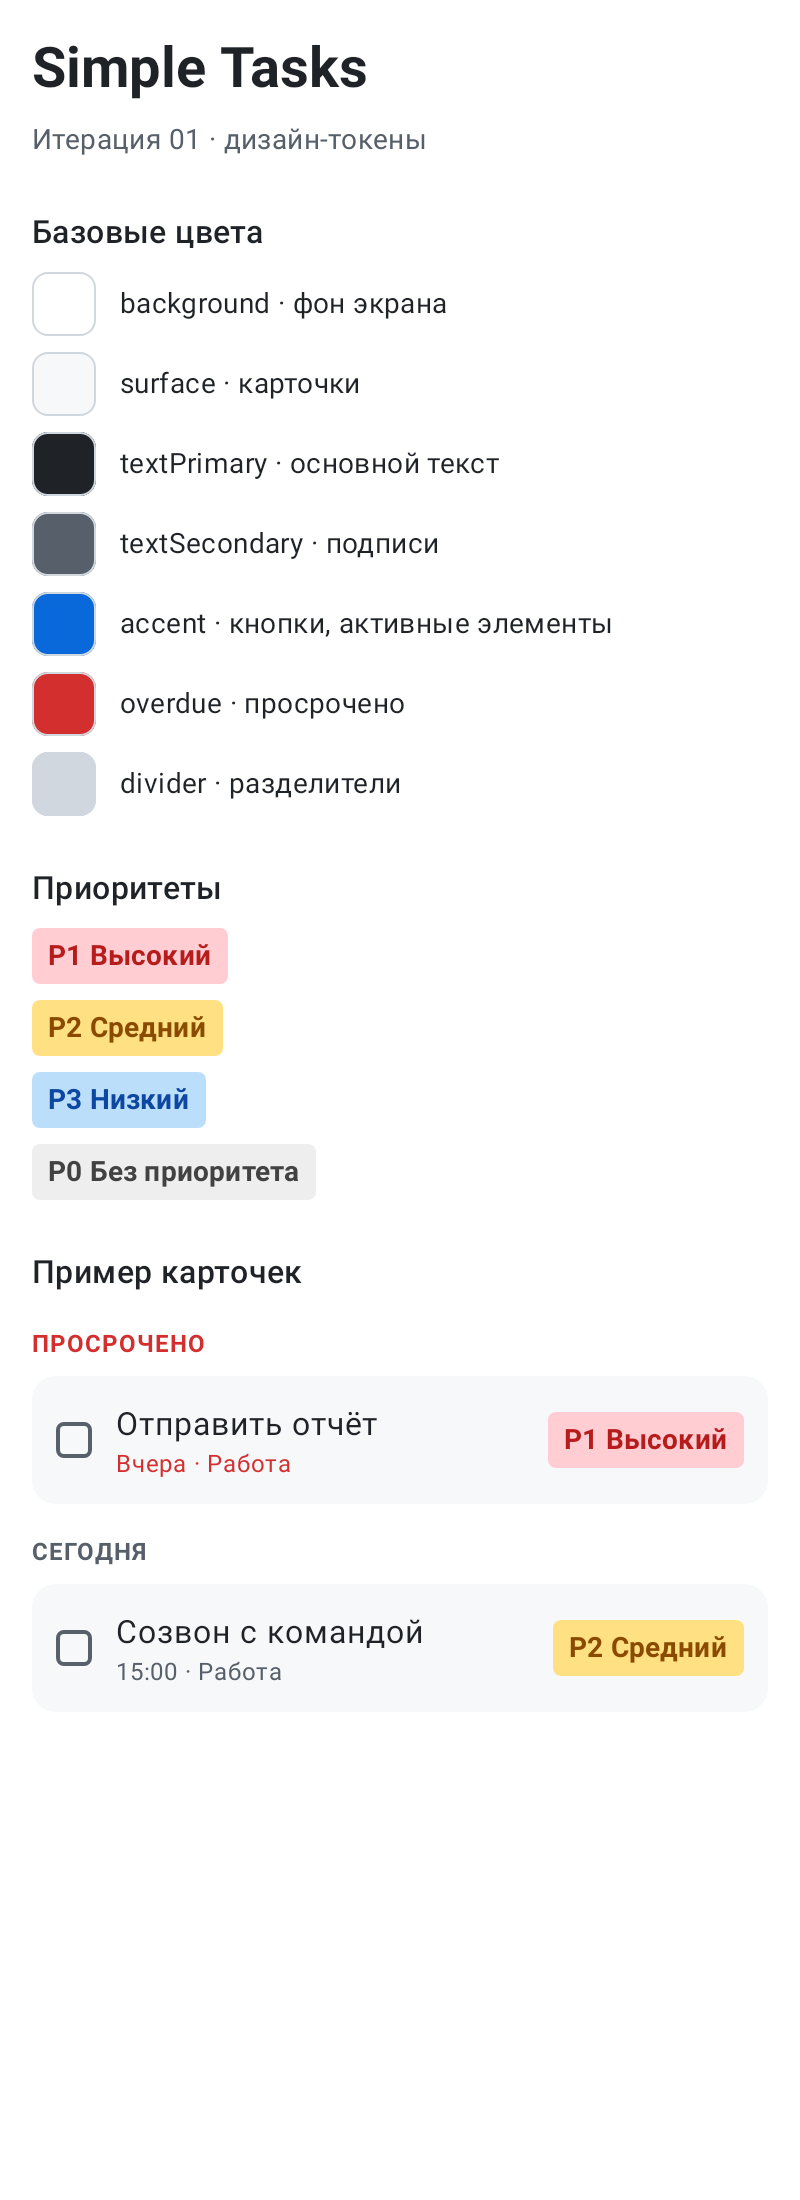 Simple Tasks
Итерация 01 · дизайн-токены
Базовые цвета
background · фон экрана
surface · карточки
textPrimary · основной текст
textSecondary · подписи
accent · кнопки, активные элементы
overdue · просрочено
divider · разделители
Приоритеты
P1 Высокий
P2 Средний
P3 Низкий
P0 Без приоритета
Пример карточек
ПРОСРОЧЕНО
Отправить отчёт
P1 Высокий
Вчера · Работа
СЕГОДНЯ
Созвон с командой
P2 Средний
15:00 · Работа